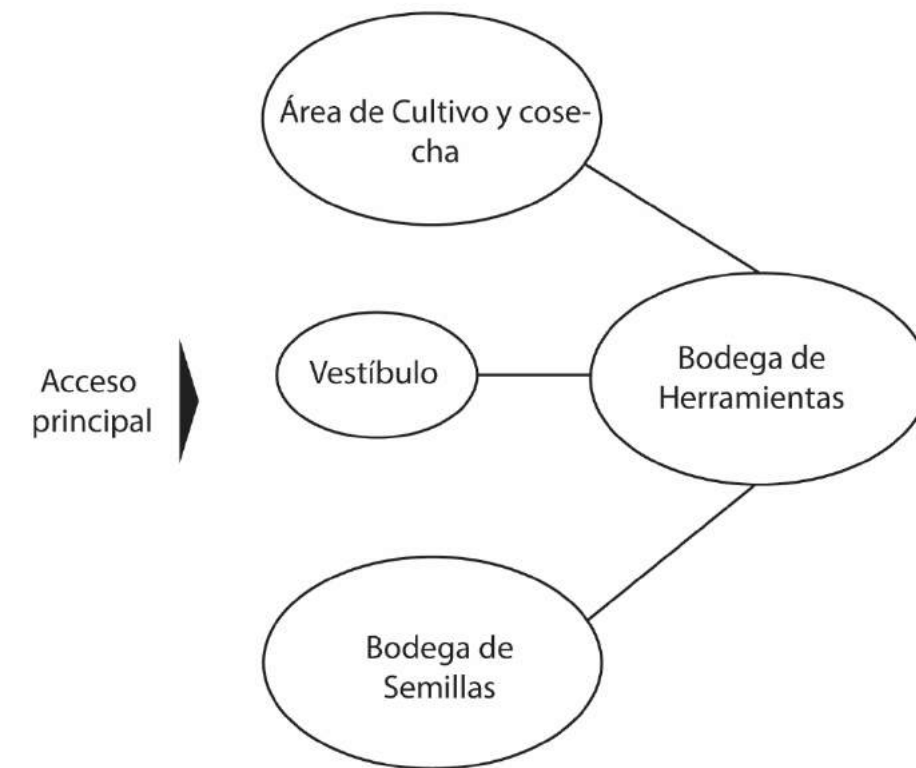 Área de Cultivo y cose-
cha
Acceso
principal
Vestíbulo
Bodega de
Herramientas
Bodega de
Semillas